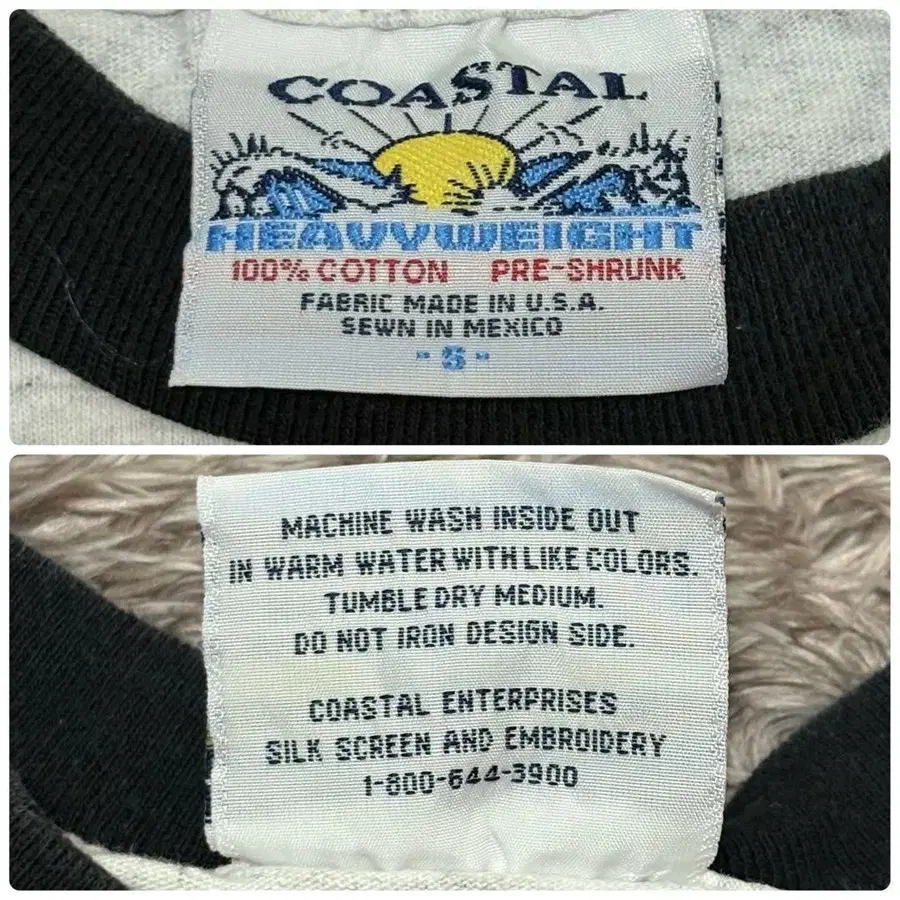 COASTAL
HEAVYWEIGHT
100% COTTON PRE-SHRUNK
FABRIC MADE IN U.S.A.
SEWN IN MEXICO
- S -
MACHINE WASH INSIDE OUT
IN WARM WATER WITH LIKE COLORS.
TUMBLE DRY MEDIUM.
DO NOT IRON DESIGN SIDE.
COASTAL ENTERPRISES
SILK SCREEN AND EMBROIDERY
1-800-644-3900